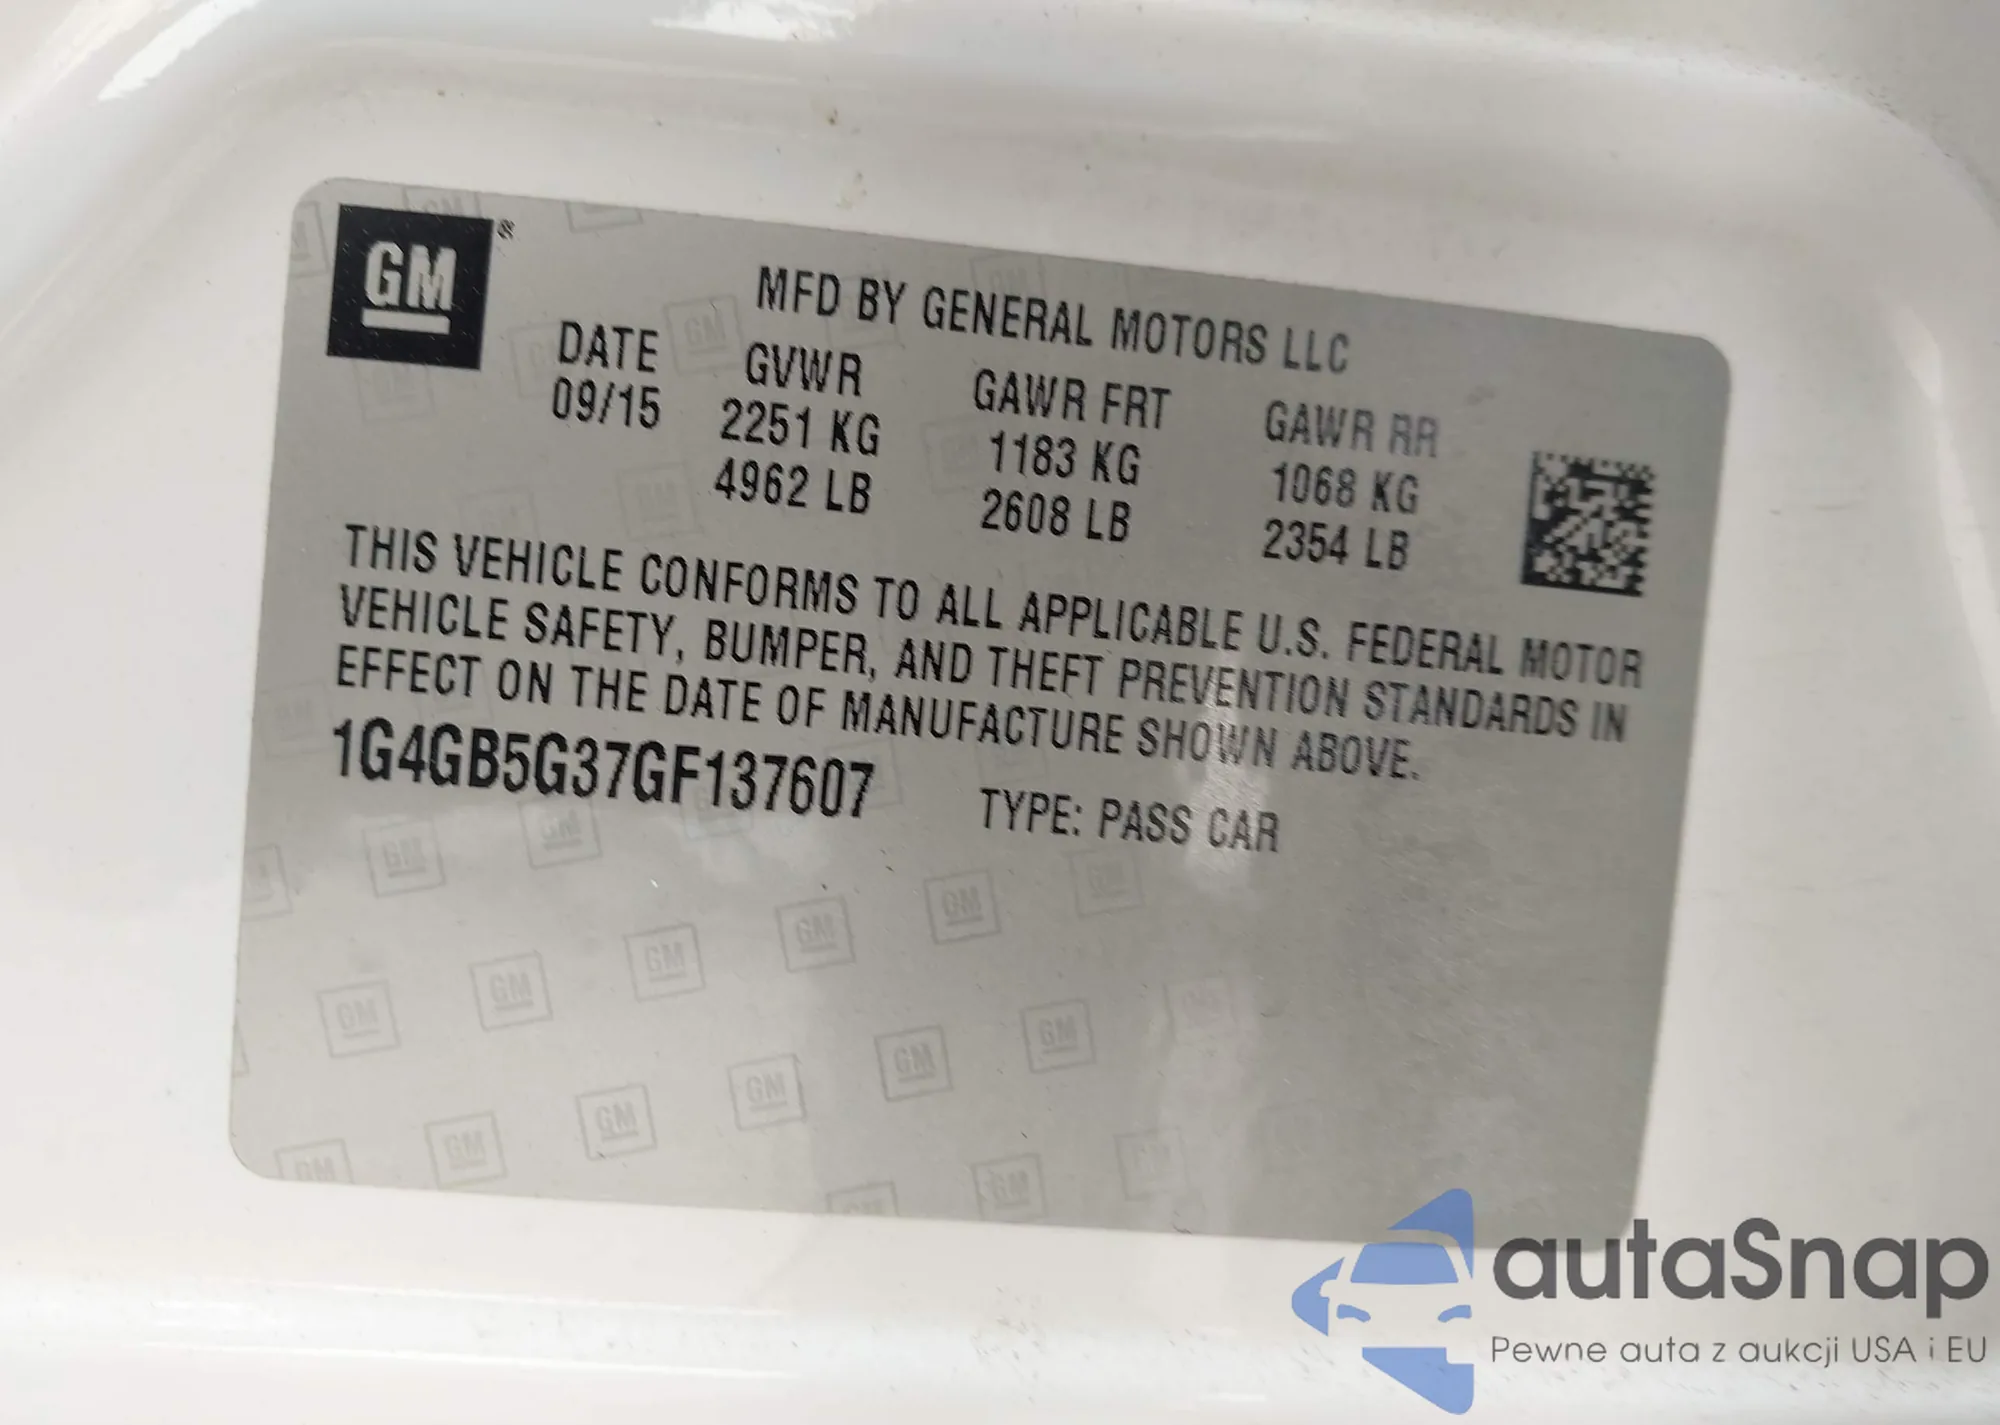 GM®
MFD BY GENERAL MOTORS LLC
DATE GVWR GAWR FRT GAWR RR
09/15 2251 KG 1183 KG 1068 KG
4962 LB 2608 LB 2354 LB
THIS VEHICLE CONFORMS TO ALL APPLICABLE U.S. FEDERAL MOTOR
VEHICLE SAFETY, BUMPER, AND THEFT PREVENTION STANDARDS IN
EFFECT ON THE DATE OF MANUFACTURE SHOWN ABOVE.
1G4GB5G37GF137607 TYPE: PASS CAR
autaSnap
Pewne auta z aukcji USA i EU